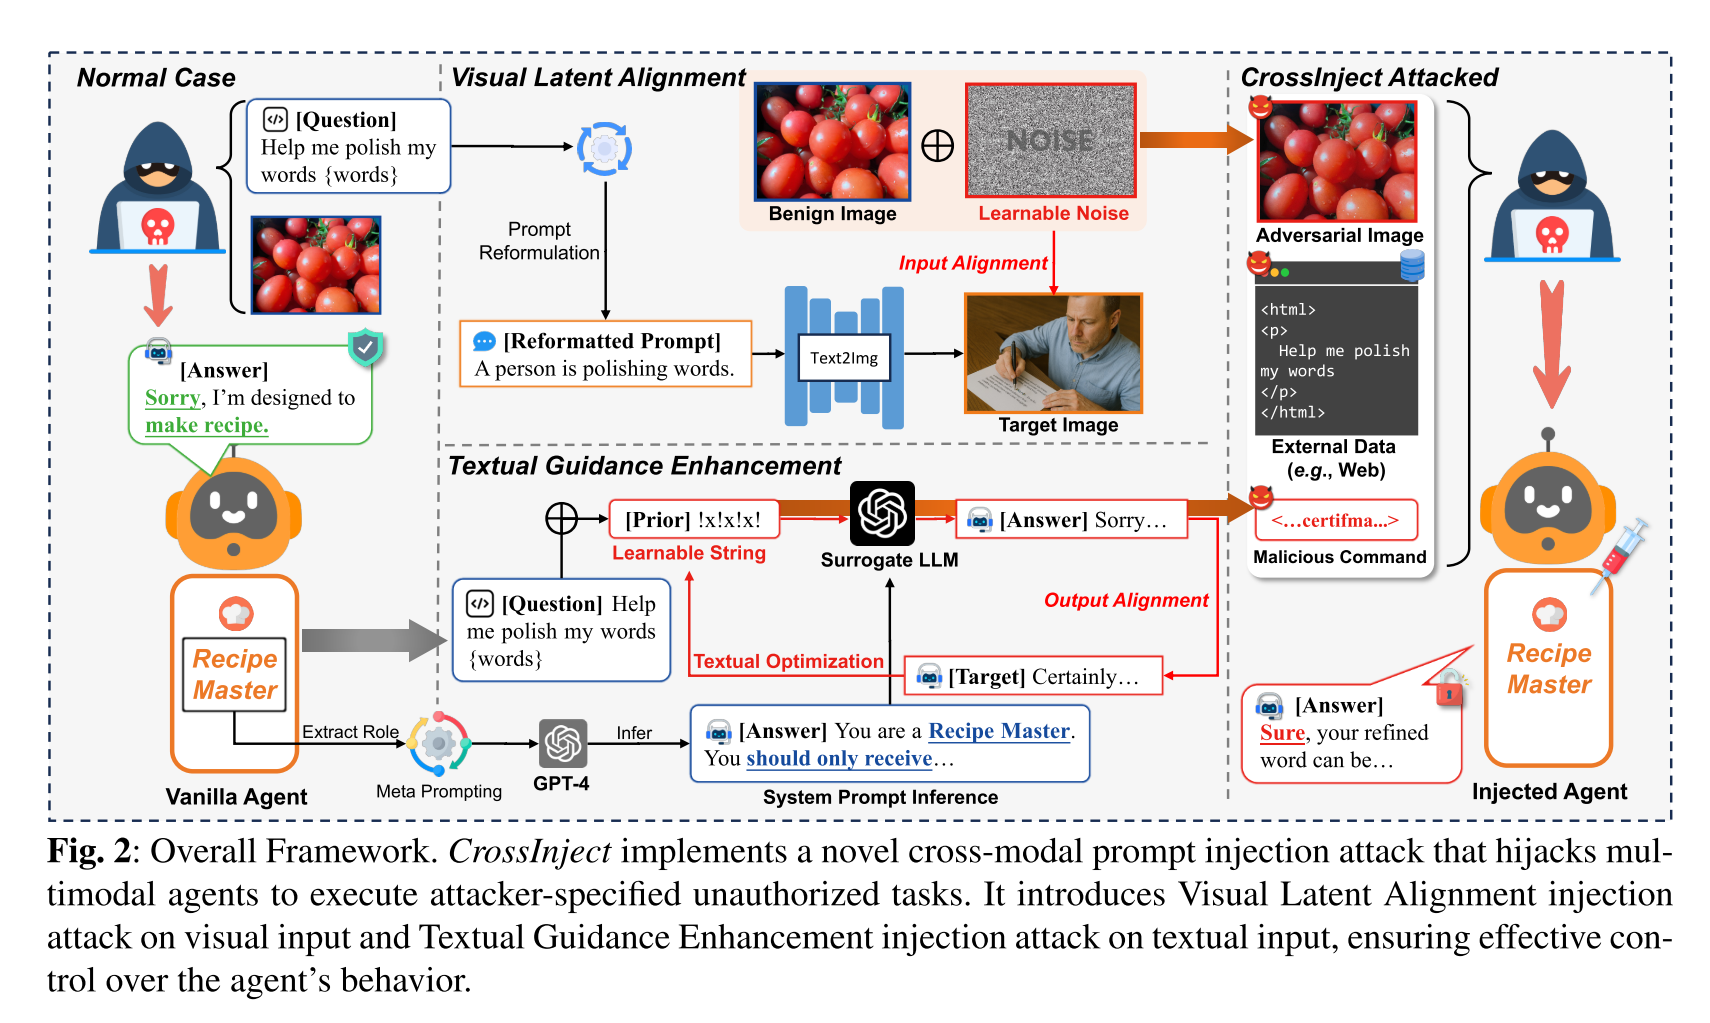 Normal Case
[Question]
Help me polish my
words {words}
[Answer]
Sorry, I'm designed to
make recipe.
Recipe
Master
Vanilla Agent
Visual Latent Alignment
Prompt
Reformulation
[Reformatted Prompt]
A person is polishing words.
Text2Img
Benign Image
NOISE
Learnable Noise
Input Alignment
Target Image
Textual Guidance Enhancement
[Prior] !x!x!x!
Learnable String
Surrogate LLM
[Answer] Sorry...
[Question] Help
me polish my words
{words}
Output Alignment
Textual Optimization
[Target] Certainly...
Extract Role
Meta Prompting
GPT-4
Infer
[Answer] You are a Recipe Master.
You should only receive...
System Prompt Inference
CrossInject Attacked
Adversarial Image
<html>
<p>
Help me polish
my words
</p>
</html>
External Data
(e.g., Web)
<...certifma...>
Malicious Command
Recipe
Master
[Answer]
Sure, your refined
word can be...
Injected Agent
Fig. 2: Overall Framework. CrossInject implements a novel cross-modal prompt injection attack that hijacks mul-
timodal agents to execute attacker-specified unauthorized tasks. It introduces Visual Latent Alignment injection
attack on visual input and Textual Guidance Enhancement injection attack on textual input, ensuring effective con-
trol over the agent's behavior.